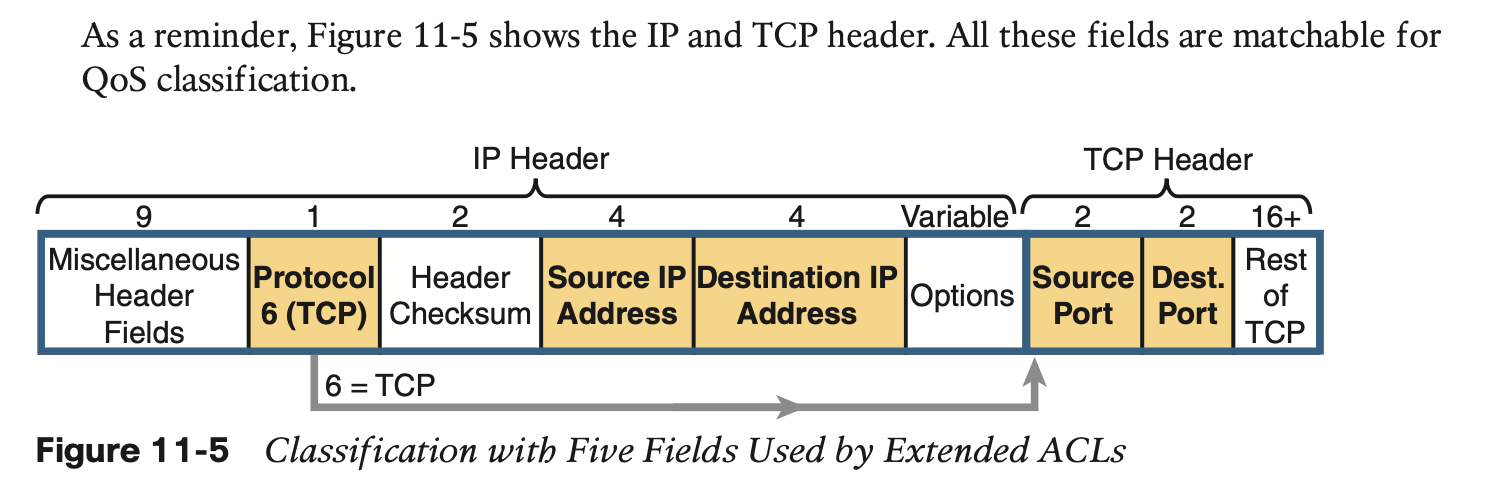 As a reminder, Figure 11-5 shows the IP and TCP header. All these fields are matchable for
QoS classification.
IP Header
TCP Header
9
1
2
4
4
Variable
2
2
16+
Miscellaneous
Header
Fields
Protocol
6 (TCP)
Header
Checksum
Source IP
Address
Destination IP
Address
Options
Source
Port
Dest.
Port
Rest
of
TCP
6 = TCP
Figure 11-5 Classification with Five Fields Used by Extended ACLs